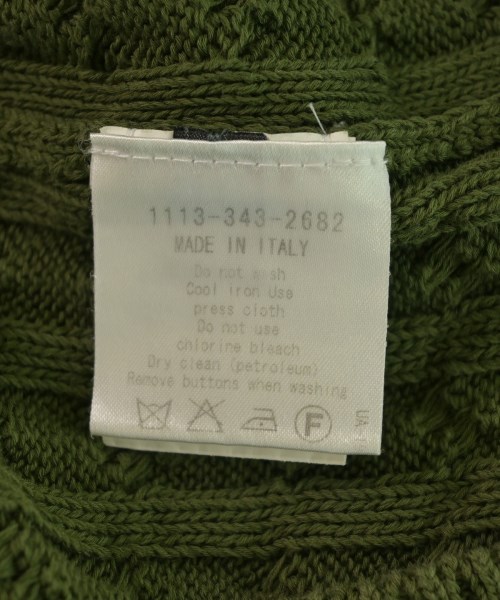 1113-343-2682
MADE IN ITALY
Do not wash
Cool iron Use
press cloth
Do not use
chlorine bleach
Dry clean (petroleum)
Remove buttons when washing
F